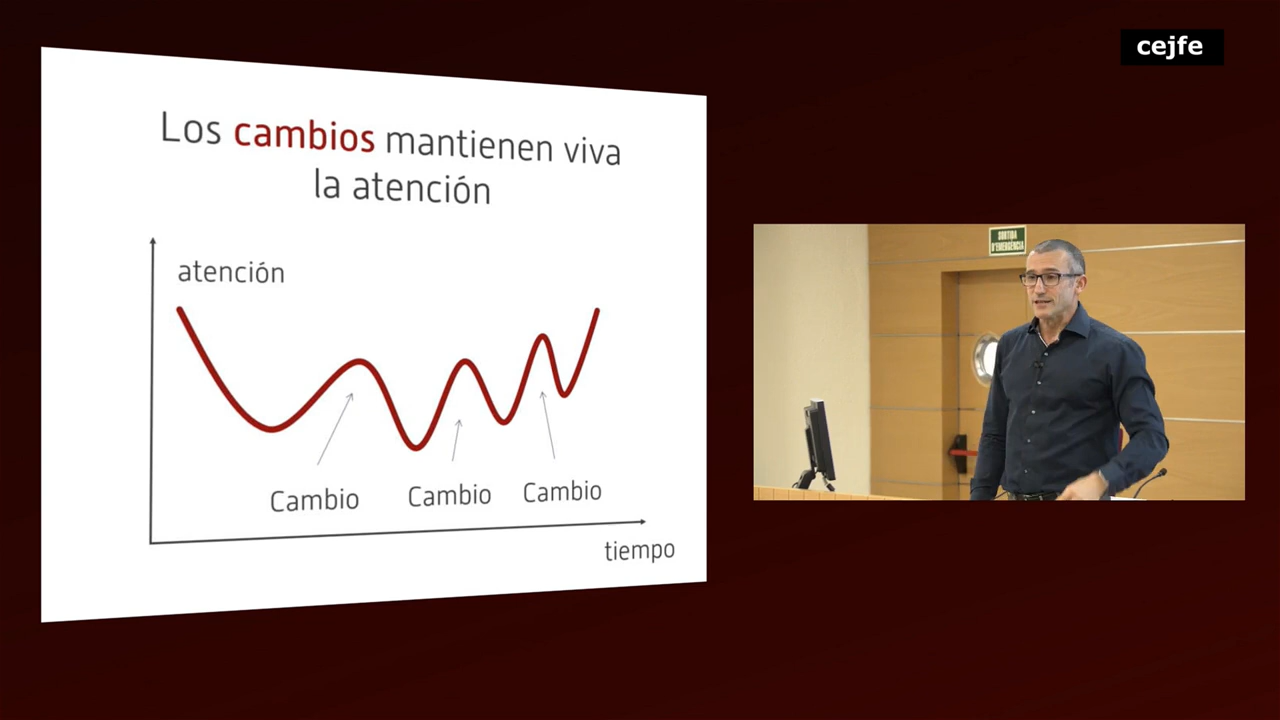 cejfe
Los cambios mantienen viva
la atención
atención
Cambio
Cambio
Cambio
tiempo
SORTIDA
D'EMERGÈNCIA